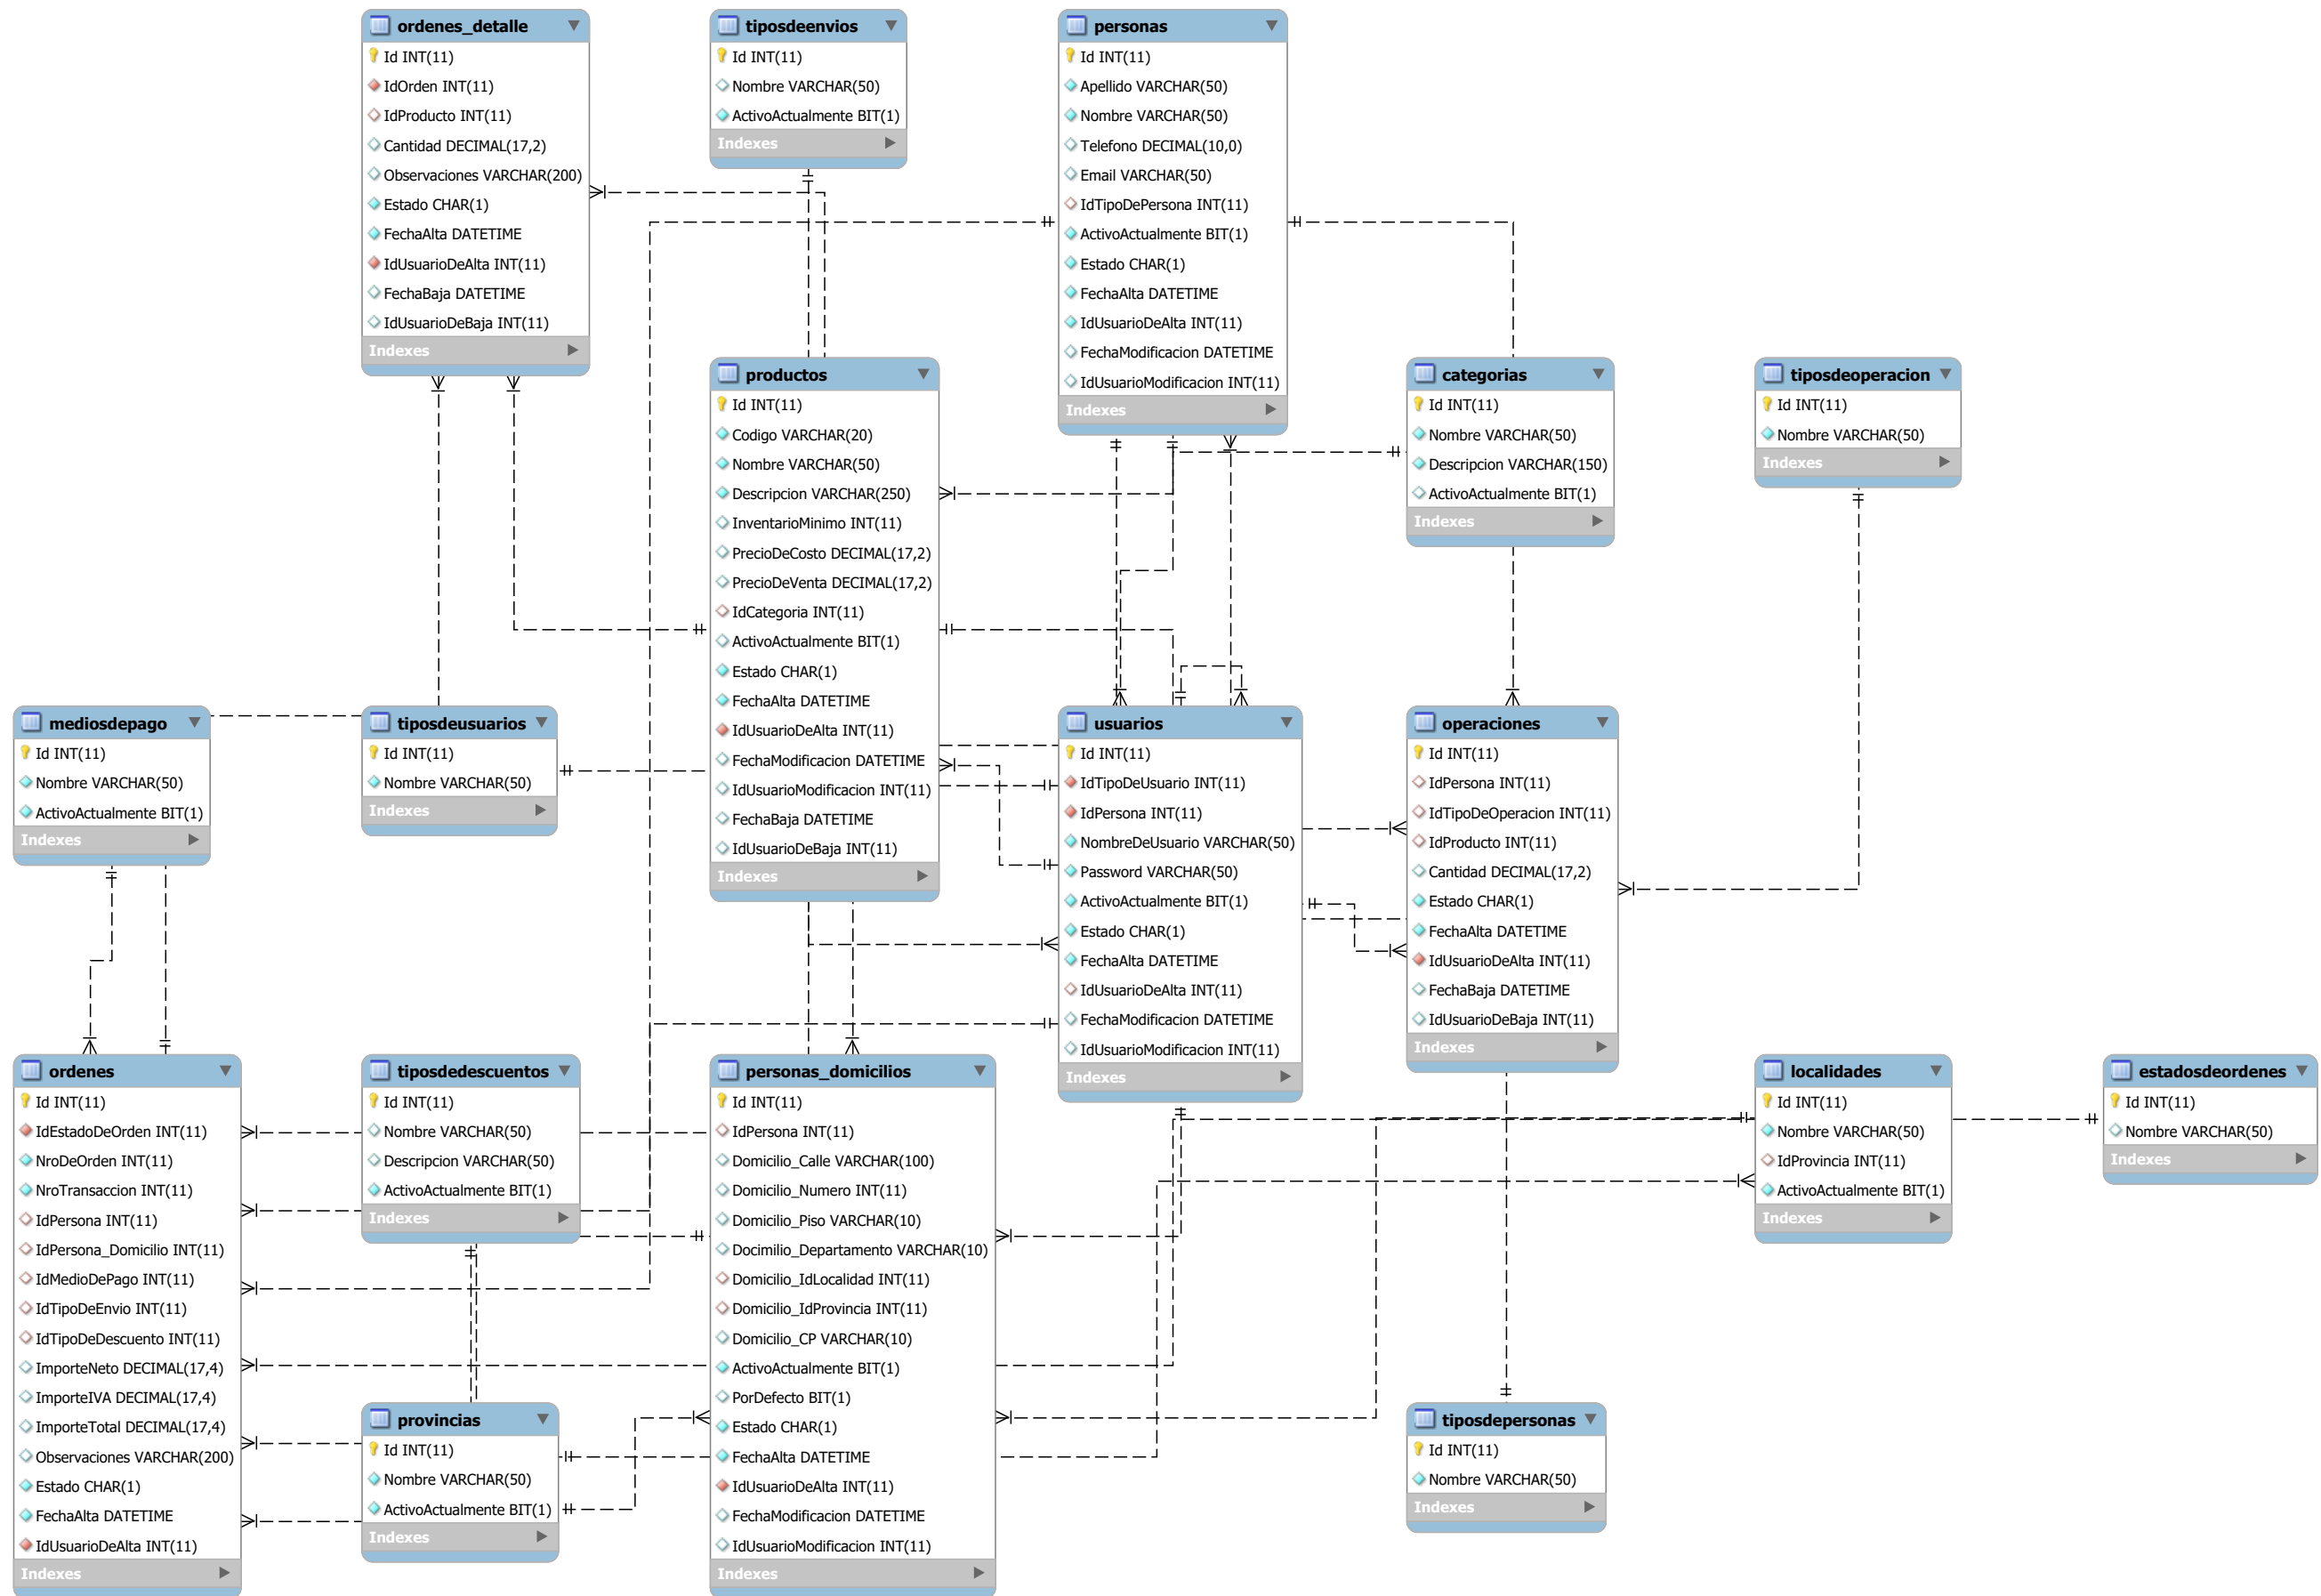 ordenes_detalle
Id INT(11)
IdOrden INT(11)
IdProducto INT(11)
Cantidad DECIMAL(17,2)
Observaciones VARCHAR(200)
Estado CHAR(1)
FechaAlta DATETIME
IdUsuarioDeAlta INT(11)
FechaBaja DATETIME
IdUsuarioDeBaja INT(11)
Indexes
tiposdeenvios
Id INT(11)
Nombre VARCHAR(50)
ActivoActualmente BIT(1)
Indexes
personas
Id INT(11)
Apellido VARCHAR(50)
Nombre VARCHAR(50)
Telefono DECIMAL(10,0)
Email VARCHAR(50)
IdTipoDePersona INT(11)
ActivoActualmente BIT(1)
Estado CHAR(1)
FechaAlta DATETIME
IdUsuarioDeAlta INT(11)
FechaModificacion DATETIME
IdUsuarioModificacion INT(11)
Indexes
productos
Id INT(11)
Codigo VARCHAR(20)
Nombre VARCHAR(50)
Descripcion VARCHAR(250)
InventarioMinimo INT(11)
PrecioDeCosto DECIMAL(17,2)
PrecioDeVenta DECIMAL(17,2)
IdCategoria INT(11)
ActivoActualmente BIT(1)
Estado CHAR(1)
FechaAlta DATETIME
IdUsuarioDeAlta INT(11)
FechaModificacion DATETIME
IdUsuarioModificacion INT(11)
FechaBaja DATETIME
IdUsuarioDeBaja INT(11)
Indexes
categorias
Id INT(11)
Nombre VARCHAR(50)
Descripcion VARCHAR(150)
ActivoActualmente BIT(1)
Indexes
tiposdeoperacion
Id INT(11)
Nombre VARCHAR(50)
Indexes
mediosdepago
Id INT(11)
Nombre VARCHAR(50)
ActivoActualmente BIT(1)
Indexes
tiposdeusuarios
Id INT(11)
Nombre VARCHAR(50)
Indexes
usuarios
Id INT(11)
IdTipoDeUsuario INT(11)
IdPersona INT(11)
NombreDeUsuario VARCHAR(50)
Password VARCHAR(50)
ActivoActualmente BIT(1)
Estado CHAR(1)
FechaAlta DATETIME
IdUsuarioDeAlta INT(11)
FechaModificacion DATETIME
IdUsuarioModificacion INT(11)
Indexes
operaciones
Id INT(11)
IdPersona INT(11)
IdTipoDeOperacion INT(11)
IdProducto INT(11)
Cantidad DECIMAL(17,2)
Estado CHAR(1)
FechaAlta DATETIME
IdUsuarioDeAlta INT(11)
FechaBaja DATETIME
IdUsuarioDeBaja INT(11)
Indexes
ordenes
Id INT(11)
IdEstadoDeOrden INT(11)
NroDeOrden INT(11)
NroTransaccion INT(11)
IdPersona INT(11)
IdPersona_Domicilio INT(11)
IdMedioDePago INT(11)
IdTipoDeEnvio INT(11)
IdTipoDeDescuento INT(11)
ImporteNeto DECIMAL(17,4)
ImporteIVA DECIMAL(17,4)
ImporteTotal DECIMAL(17,4)
Observaciones VARCHAR(200)
Estado CHAR(1)
FechaAlta DATETIME
IdUsuarioDeAlta INT(11)
Indexes
tiposdedescuentos
Id INT(11)
Nombre VARCHAR(50)
Descripcion VARCHAR(50)
ActivoActualmente BIT(1)
Indexes
personas_domicilios
Id INT(11)
IdPersona INT(11)
Domicilio_Calle VARCHAR(100)
Domicilio_Numero INT(11)
Domicilio_Piso VARCHAR(10)
Docimilio_Departamento VARCHAR(10)
Domicilio_IdLocalidad INT(11)
Domicilio_IdProvincia INT(11)
Domicilio_CP VARCHAR(10)
ActivoActualmente BIT(1)
PorDefecto BIT(1)
Estado CHAR(1)
FechaAlta DATETIME
IdUsuarioDeAlta INT(11)
FechaModificacion DATETIME
IdUsuarioModificacion INT(11)
Indexes
localidades
Id INT(11)
Nombre VARCHAR(50)
IdProvincia INT(11)
ActivoActualmente BIT(1)
Indexes
estadosdeordenes
Id INT(11)
Nombre VARCHAR(50)
Indexes
provincias
Id INT(11)
Nombre VARCHAR(50)
ActivoActualmente BIT(1)
Indexes
tiposdepersonas
Id INT(11)
Nombre VARCHAR(50)
Indexes